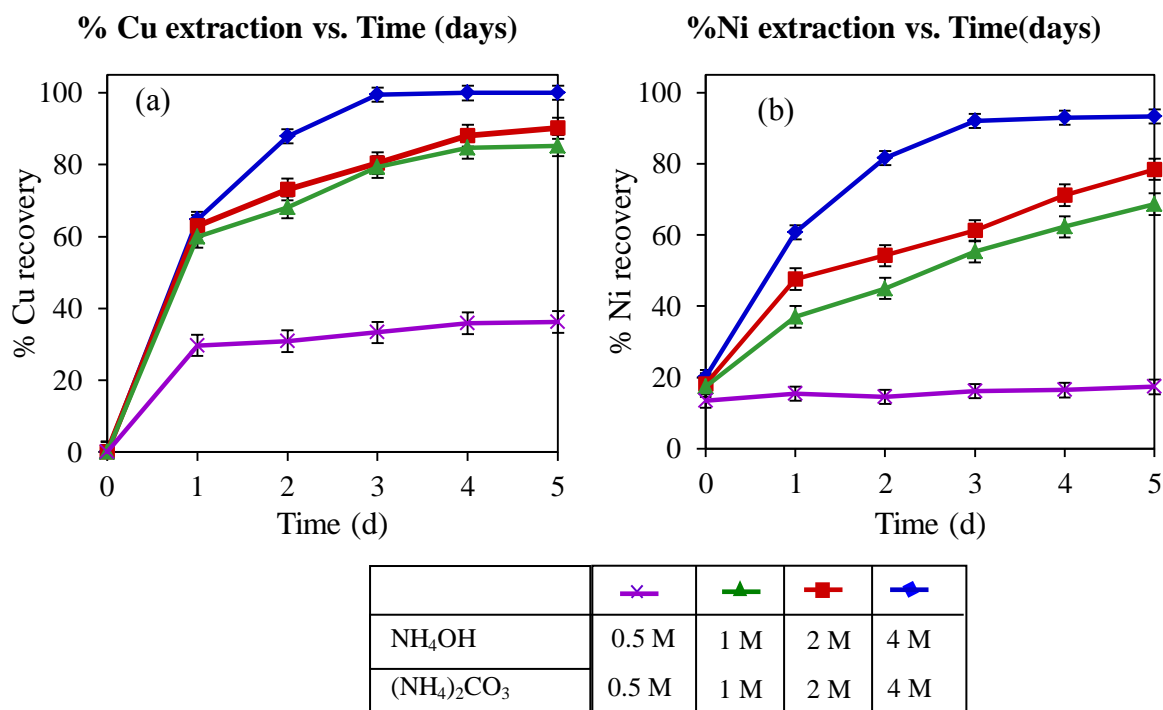 % Cu extraction vs. Time (days)
%Ni extraction vs. Time(days)
(a)
% Cu recovery
100
80
60
40
20
0
0 1 2 3 4 5
Time (d)
(b)
% Ni recovery
100
80
60
40
20
0
0 1 2 3 4 5
Time (d)
NH₄OH 0.5 M 1 M 2 M 4 M
(NH₄)₂CO₃ 0.5 M 1 M 2 M 4 M